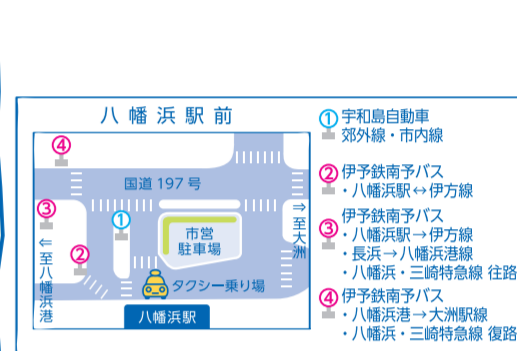 八幡浜駅前
④
国道 197 号
③
①
②
市営
駐車場
⇒至大洲
⇐至八幡浜港
タクシー乗り場
八幡浜駅
① 宇和島自動車
郊外線・市内線
② 伊予鉄南予バス
・八幡浜駅↔伊方線
③ 伊予鉄南予バス
・八幡浜駅→伊方線
・長浜→八幡浜港線
・八幡浜・三崎特急線 往路
④ 伊予鉄南予バス
・八幡浜港→大洲駅線
・八幡浜・三崎特急線 復路